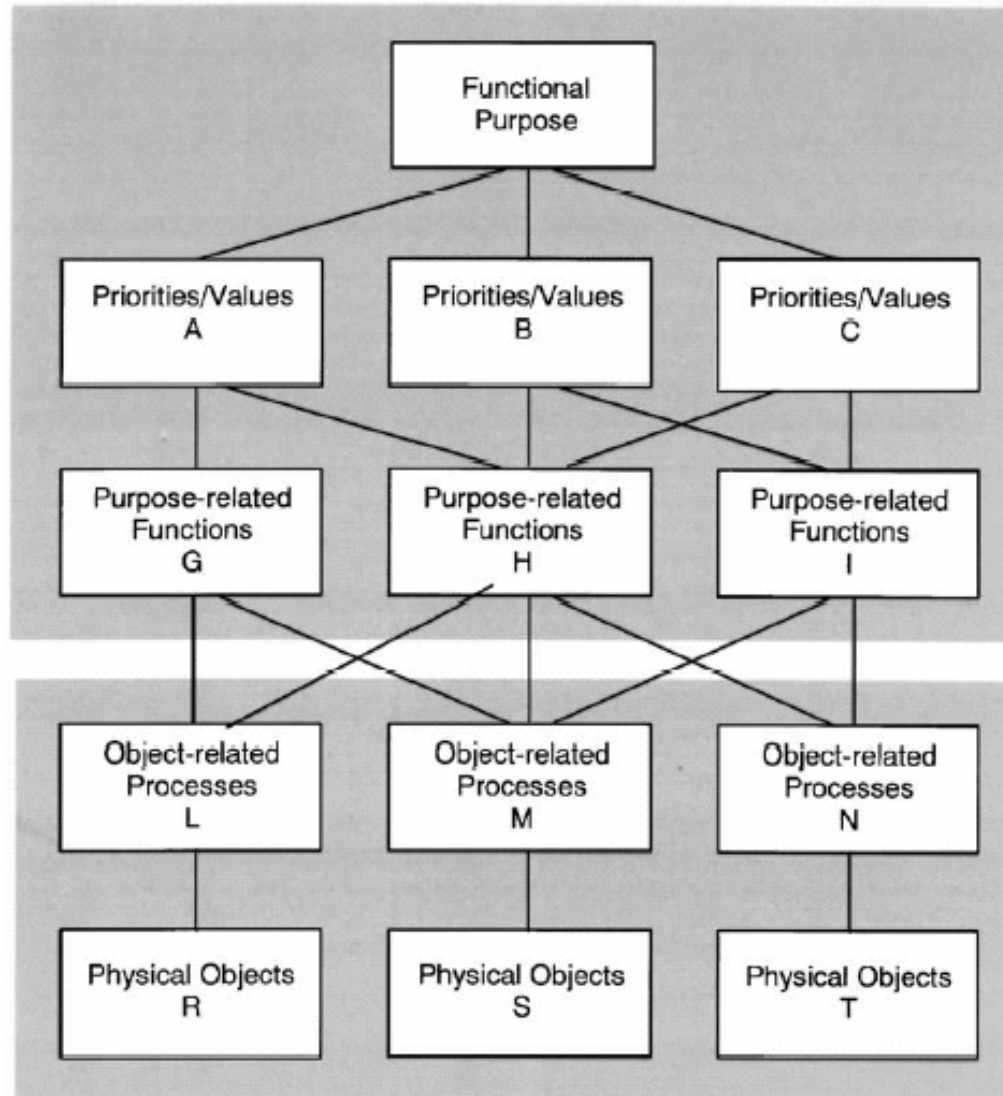 Functional
Purpose
Priorities/Values
A
Priorities/Values
B
Priorities/Values
C
Purpose-related
Functions
G
Purpose-related
Functions
H
Purpose-related
Functions
I
Object-related
Processes
L
Object-related
Processes
M
Object-related
Processes
N
Physical Objects
R
Physical Objects
S
Physical Objects
T